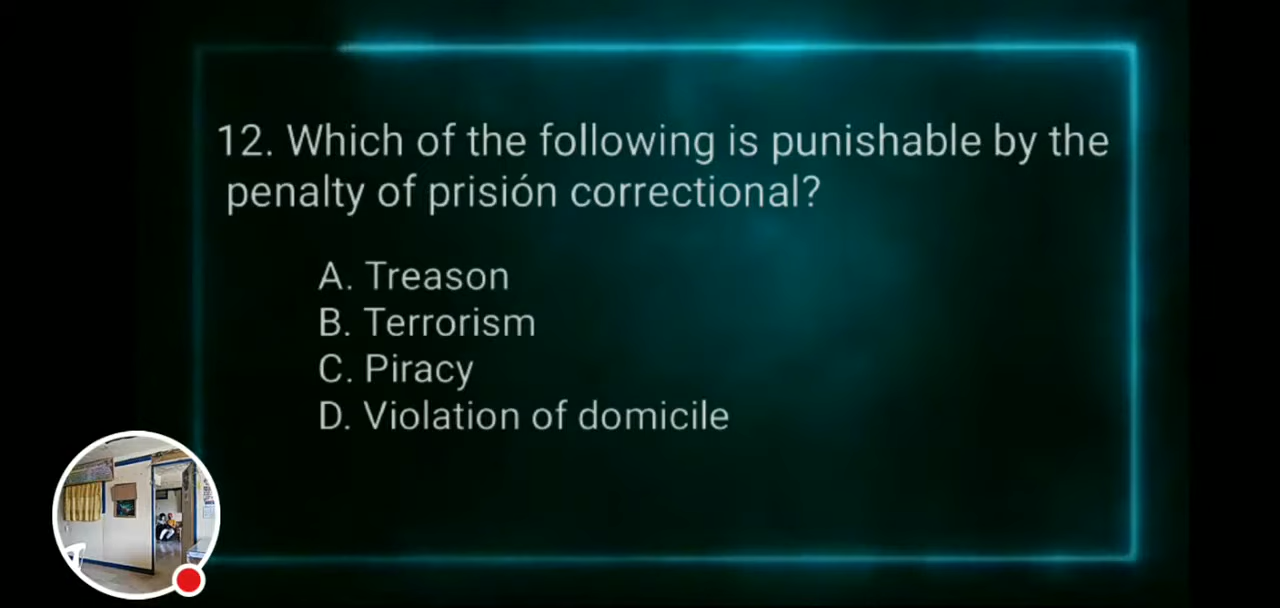 12. Which of the following is punishable by the
penalty of prisión correctional?
A. Treason
B. Terrorism
C. Piracy
D. Violation of domicile